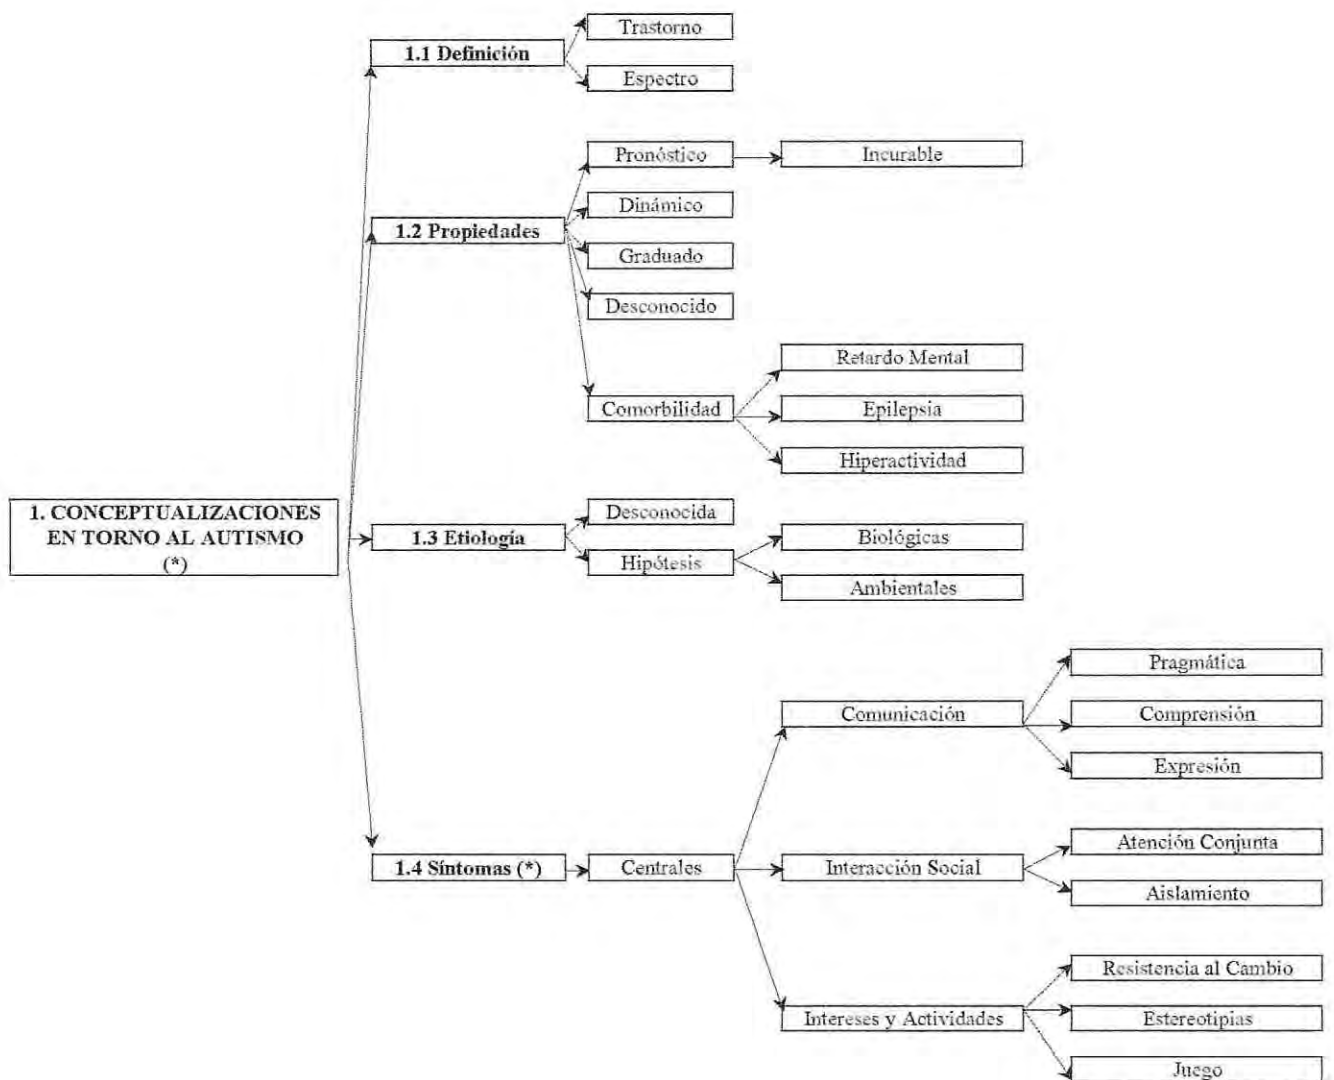 Trastorno
1.1 Definición
Espectro
Pronóstico
Incurable
Dinámico
1.2 Propiedades
Graduado
Desconocido
Retardo Mental
Comorbilidad
Epilepsia
Hiperactividad
1. CONCEPTUALIZACIONES
EN TORNO AL AUTISMO
(*)
Desconocida
1.3 Etiología
Biológicas
Hipótesis
Ambientales
Pragmática
Comunicación
Comprensión
Expresión
Atención Conjunta
1.4 Síntomas (*)
Centrales
Interacción Social
Aislamiento
Resistencia al Cambio
Intereses y Actividades
Estereotipias
Juego